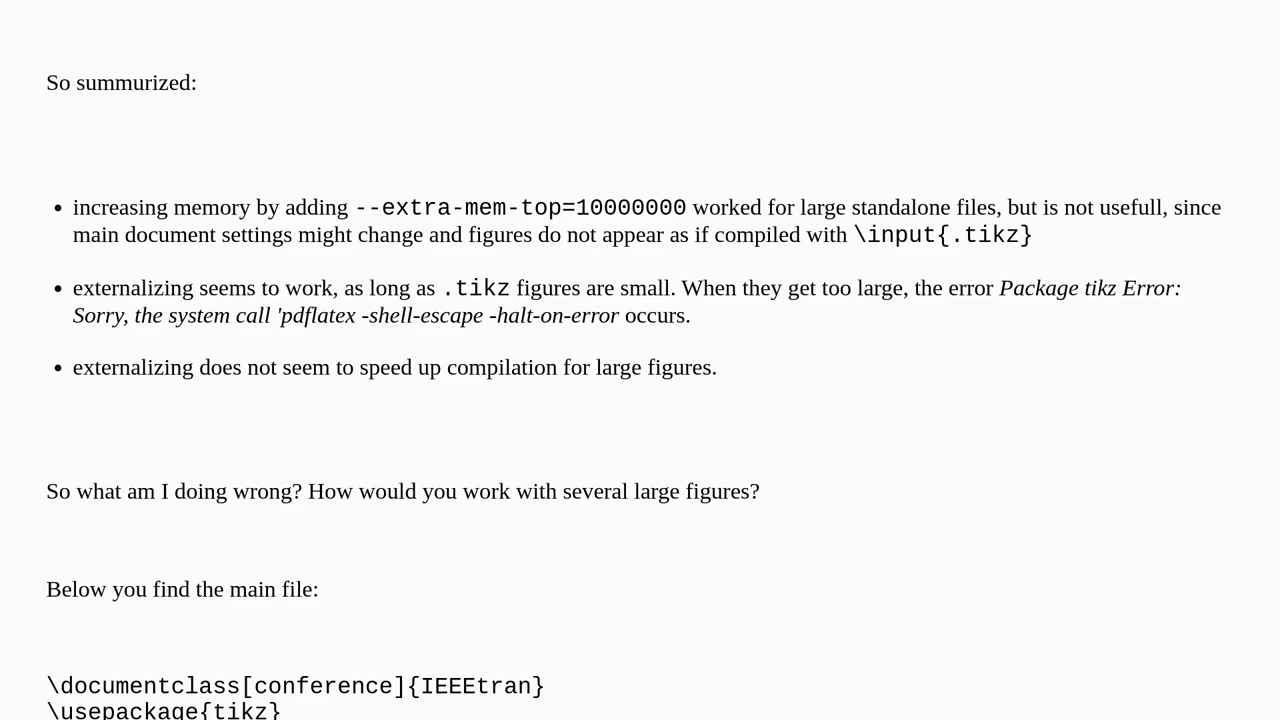 So summurized:
• increasing memory by adding --extra-mem-top=10000000 worked for large standalone files, but is not usefull, since
main document settings might change and figures do not appear as if compiled with \input{.tikz}
• externalizing seems to work, as long as .tikz figures are small. When they get too large, the error Package tikz Error:
Sorry, the system call 'pdflatex -shell-escape -halt-on-error occurs.
• externalizing does not seem to speed up compilation for large figures.
So what am I doing wrong? How would you work with several large figures?
Below you find the main file:
\documentclass[conference]{IEEEtran}
\usepackage{tikz}